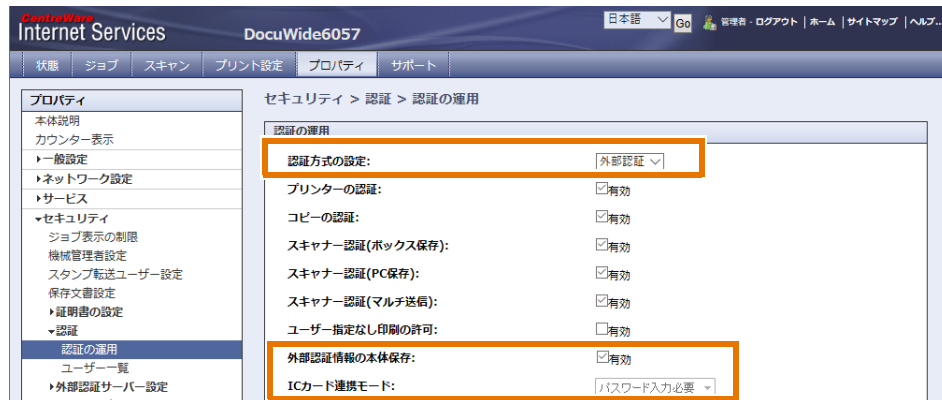 CentreWare
Internet Services
DocuWide6057
日本語 Go 管理者 - ログアウト | ホーム | サイトマップ | ヘルプ...
状態 ジョブ スキャン プリント設定 プロパティ サポート
プロパティ
本体説明
カウンター表示
一般設定
ネットワーク設定
サービス
セキュリティ
ジョブ表示の制限
機械管理者設定
スタンプ転送ユーザー設定
保存文書設定
証明書の設定
認証
認証の運用
ユーザー一覧
外部認証サーバー設定
セキュリティ > 認証 > 認証の運用
認証の運用
認証方式の設定: 外部認証
プリンターの認証: 有効
コピーの認証: 有効
スキャナー認証(ボックス保存): 有効
スキャナー認証(PC保存): 有効
スキャナー認証(マルチ送信): 有効
ユーザー指定なし印刷の許可: 有効
外部認証情報の本体保存: 有効
ICカード連携モード: パスワード入力必要